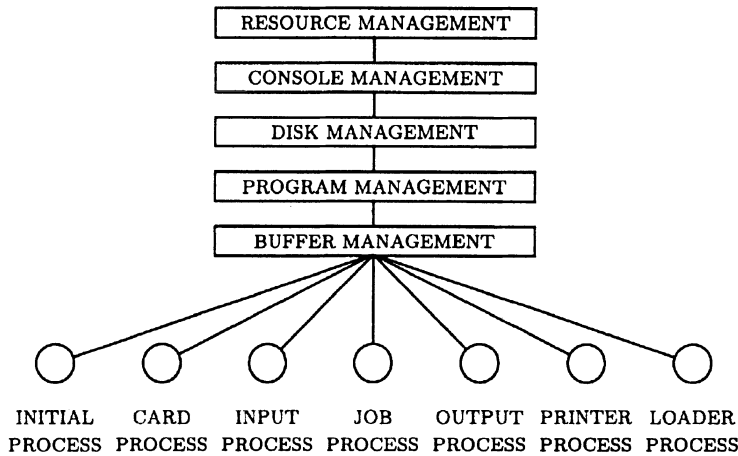 RESOURCE MANAGEMENT
CONSOLE MANAGEMENT
DISK MANAGEMENT
PROGRAM MANAGEMENT
BUFFER MANAGEMENT
INITIAL PROCESS
CARD PROCESS
INPUT PROCESS
JOB PROCESS
OUTPUT PROCESS
PRINTER PROCESS
LOADER PROCESS